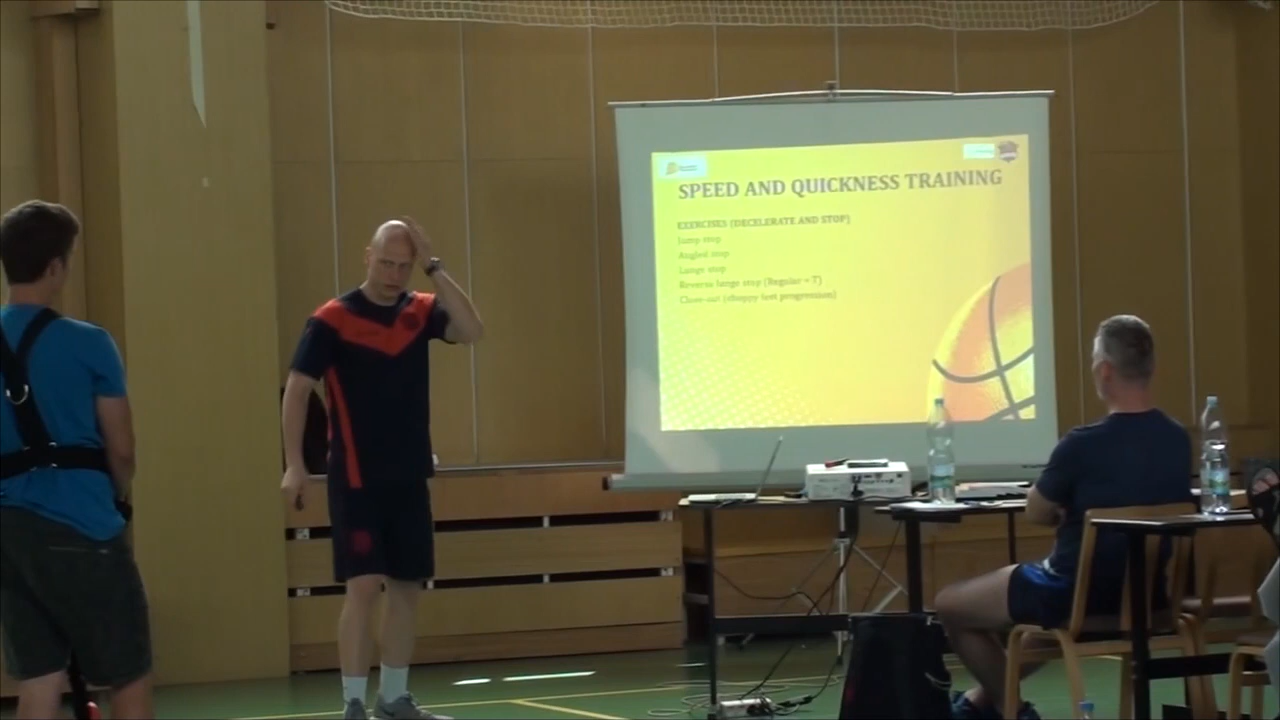 SPEED AND QUICKNESS TRAINING
EXERCISES (DECELERATE AND STOP)
Jump stop
Angled stop
Lunge stop
Reverse lunge stop (Regular + T)
Close-out (choppy feet progression)